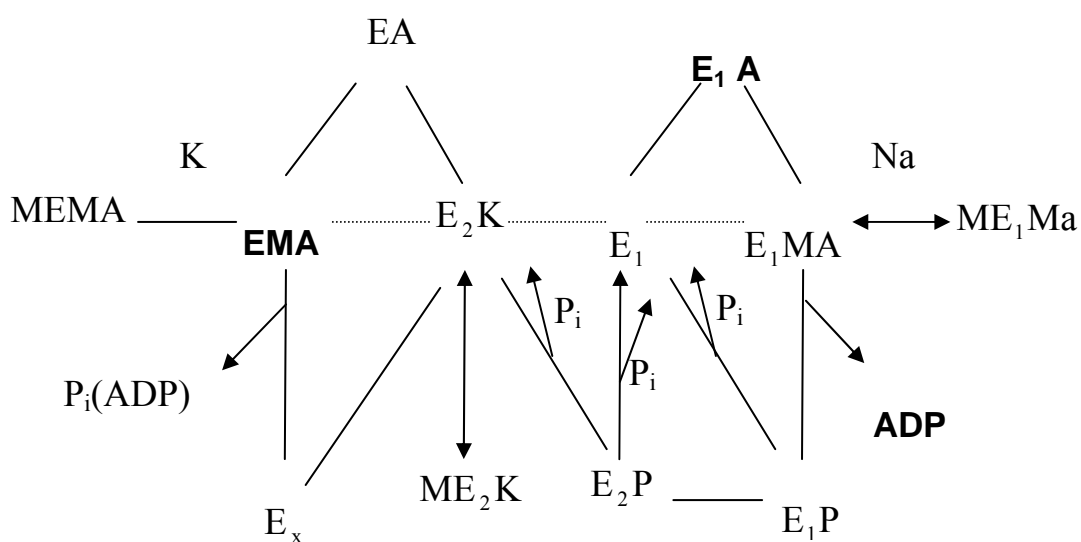 EA
E₁ A
K
Na
MEMA
EMA
E₂K
E₁
E₁MA
ME₁Ma
Pᵢ
Pᵢ
Pᵢ
Pᵢ(ADP)
ADP
Eₓ
ME₂K
E₂P
E₁P